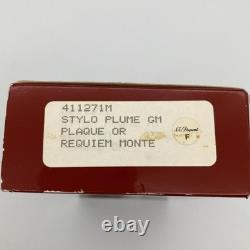 411271M
STYLO PLUME GM
PLAQUE OR
REQUIEM MONTE
S.T. Dupont
F